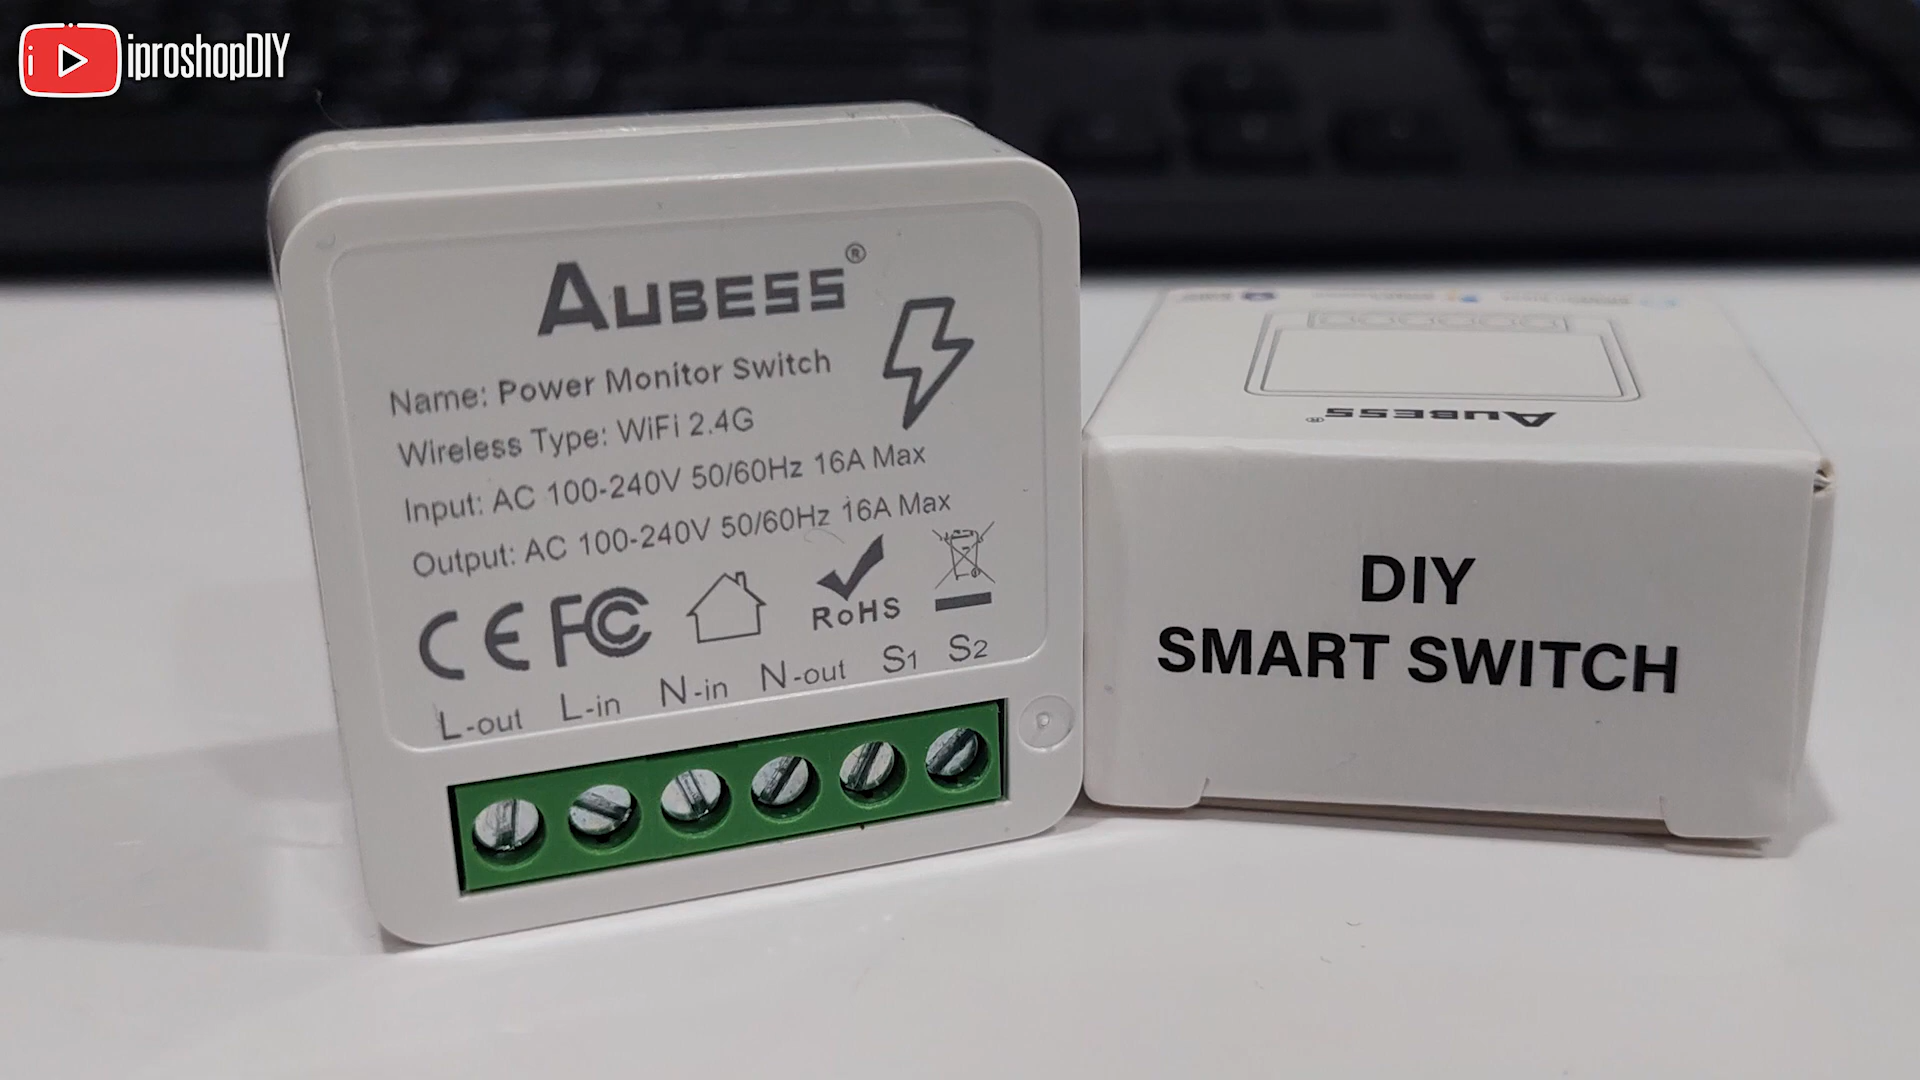 iproshopDIY
AUBESS®
Name: Power Monitor Switch
Wireless Type: WiFi 2.4G
Input: AC 100-240V 50/60Hz 16A Max
Output: AC 100-240V 50/60Hz 16A Max
CE FC RoHS
L-out L-in N-in N-out S1 S2
AUBESS®
DIY
SMART SWITCH